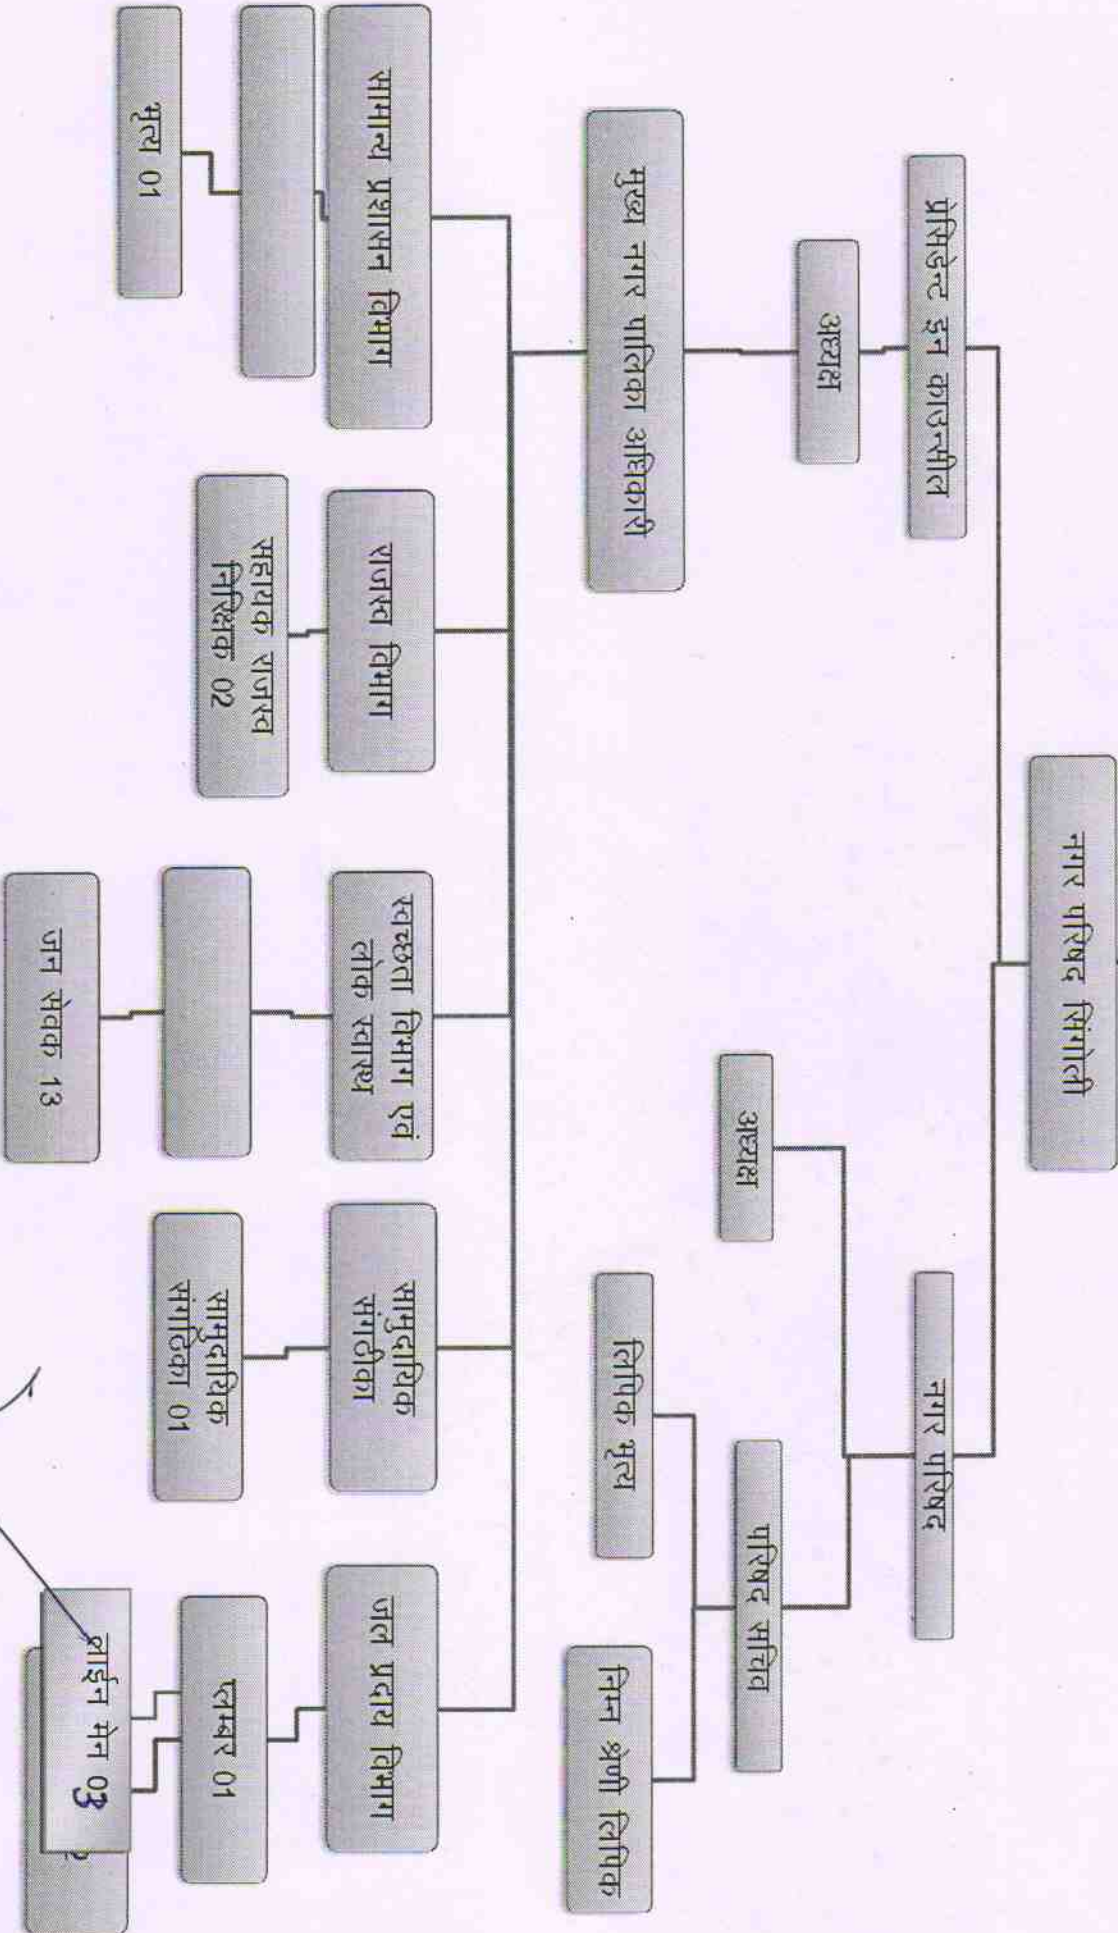 नगर परिषद सिंगोली
प्रेसिडेन्ट इन काउन्सील
नगर परिषद
अध्यक्ष
अध्यक्ष
परिषद सचिव
मुख्य नगर पालिका अधिकारी
लिपिक भृत्य
निम्न श्रेणी लिपिक
सामान्य प्रशासन विभाग
राजस्व विभाग
स्वच्छता विभाग एवं
लोक स्वास्थ
सामुदायिक
संगठीका
जल प्रदाय विभाग
सहायक राजस्व
निरिक्षक 02
सामुदायिक
संगठिका 01
प्लम्बर 01
भृत्य 01
जन सेवक 13
लाईन मेन 03
2